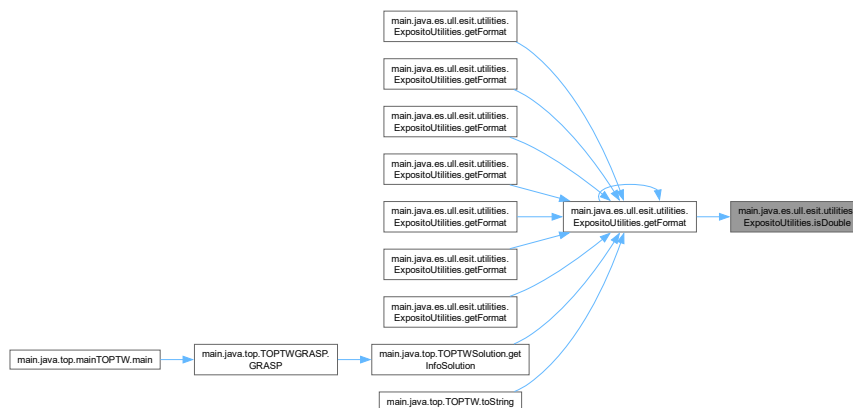 main.java.es.ull.esit.utilities.
ExpositoUtilities.getFormat
main.java.es.ull.esit.utilities.
ExpositoUtilities.getFormat
main.java.es.ull.esit.utilities.
ExpositoUtilities.getFormat
main.java.es.ull.esit.utilities.
ExpositoUtilities.getFormat
main.java.es.ull.esit.utilities.
ExpositoUtilities.getFormat
main.java.es.ull.esit.utilities.
ExpositoUtilities.getFormat
main.java.es.ull.esit.utilities.
ExpositoUtilities.getFormat
main.java.es.ull.esit.utilities.
ExpositoUtilities.getFormat
main.java.es.ull.esit.utilities.
ExpositoUtilities.isDouble
main.java.top.mainTOPTW.main
main.java.top.TOPTWGRASP.
GRASP
main.java.top.TOPTWSolution.get
InfoSolution
main.java.top.TOPTW.toString